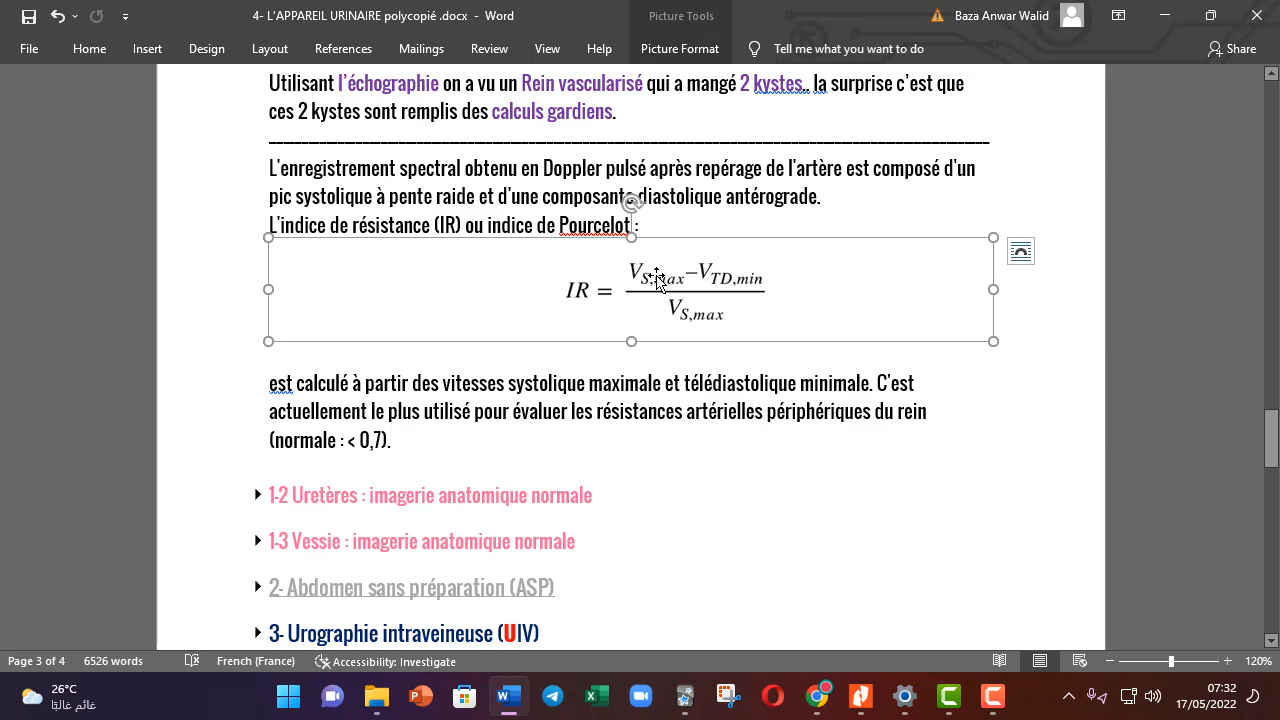 4- L'APPAREIL URINAIRE polycopié .docx - Word
Picture Tools
Baza Anwar Walid
File Home Insert Design Layout References Mailings Review View Help Picture Format Tell me what you want to do Share
Utilisant l'échographie on a vu un Rein vascularisé qui a mangé 2 kystes.. la surprise c'est que
ces 2 kystes sont remplis des calculs gardiens.
L'enregistrement spectral obtenu en Doppler pulsé après repérage de l'artère est composé d'un
pic systolique à pente raide et d'une composante diastolique antérograde.
L'indice de résistance (IR) ou indice de Pourcelot :
IR = (V_{S,max} – V_{TD,min}) / V_{S,max}
est calculé à partir des vitesses systolique maximale et télédiastolique minimale. C'est
actuellement le plus utilisé pour évaluer les résistances artérielles périphériques du rein
(normale : < 0,7).
1-2 Uretères : imagerie anatomique normale
1-3 Vessie : imagerie anatomique normale
2- Abdomen sans préparation (ASP)
3- Urographie intraveineuse (UIV)
Page 3 of 4 6526 words French (France) Accessibility: Investigate 120%
26°C
غائم غالبًا
07:32
17/05/2022